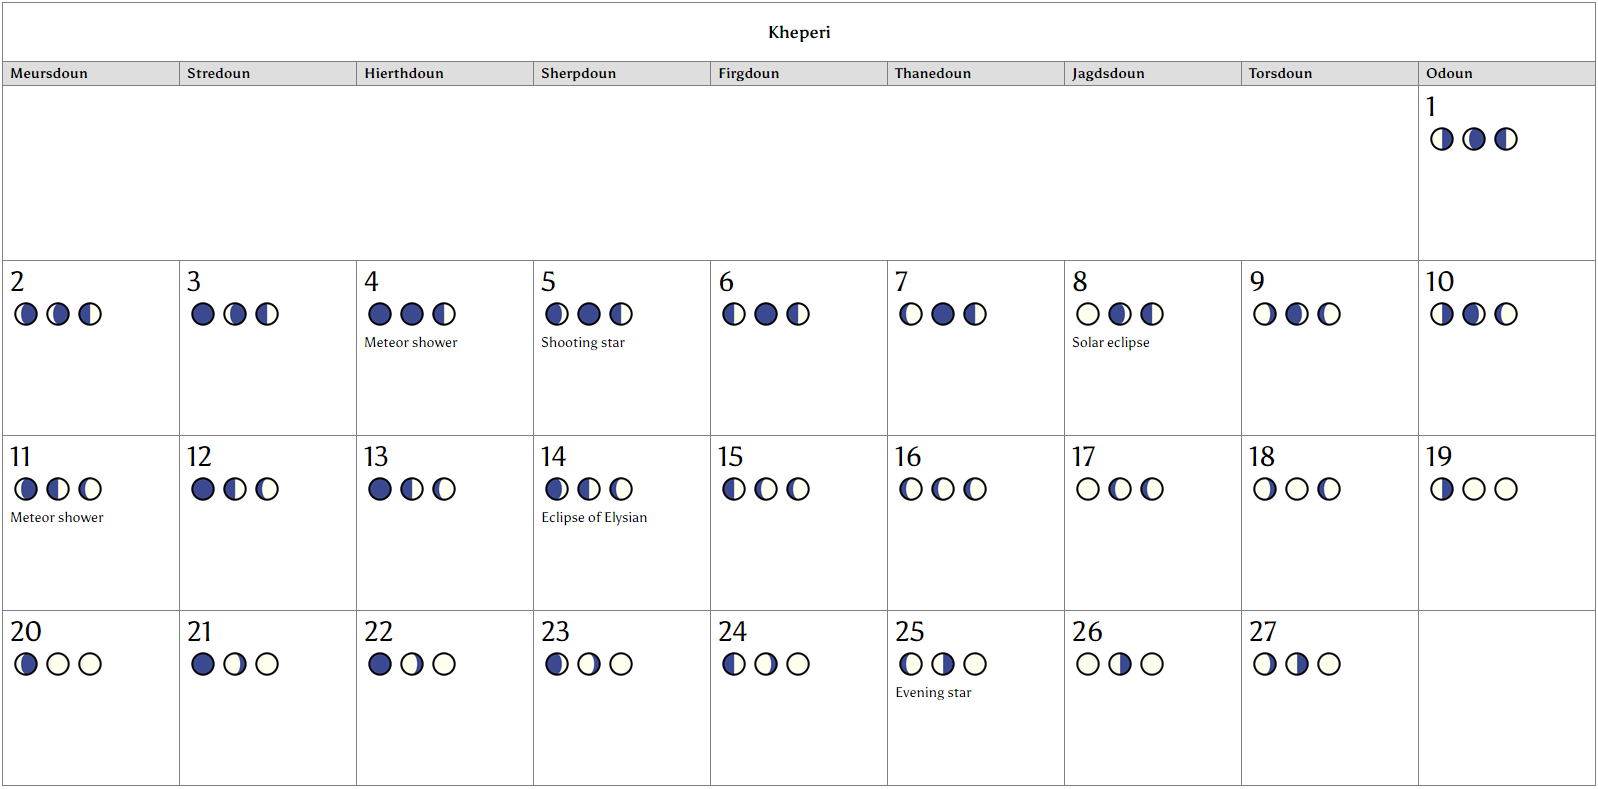 Kheperi
Meursdoun Stredoun Hierthdoun Sherpdoun Firgdoun Thanedoun Jagdsdoun Torsdoun Odoun
1
2 3 4 5 6 7 8 9 10
Meteor shower Shooting star Solar eclipse
11 12 13 14 15 16 17 18 19
Meteor shower Eclipse of Elysian
20 21 22 23 24 25 26 27
Evening star